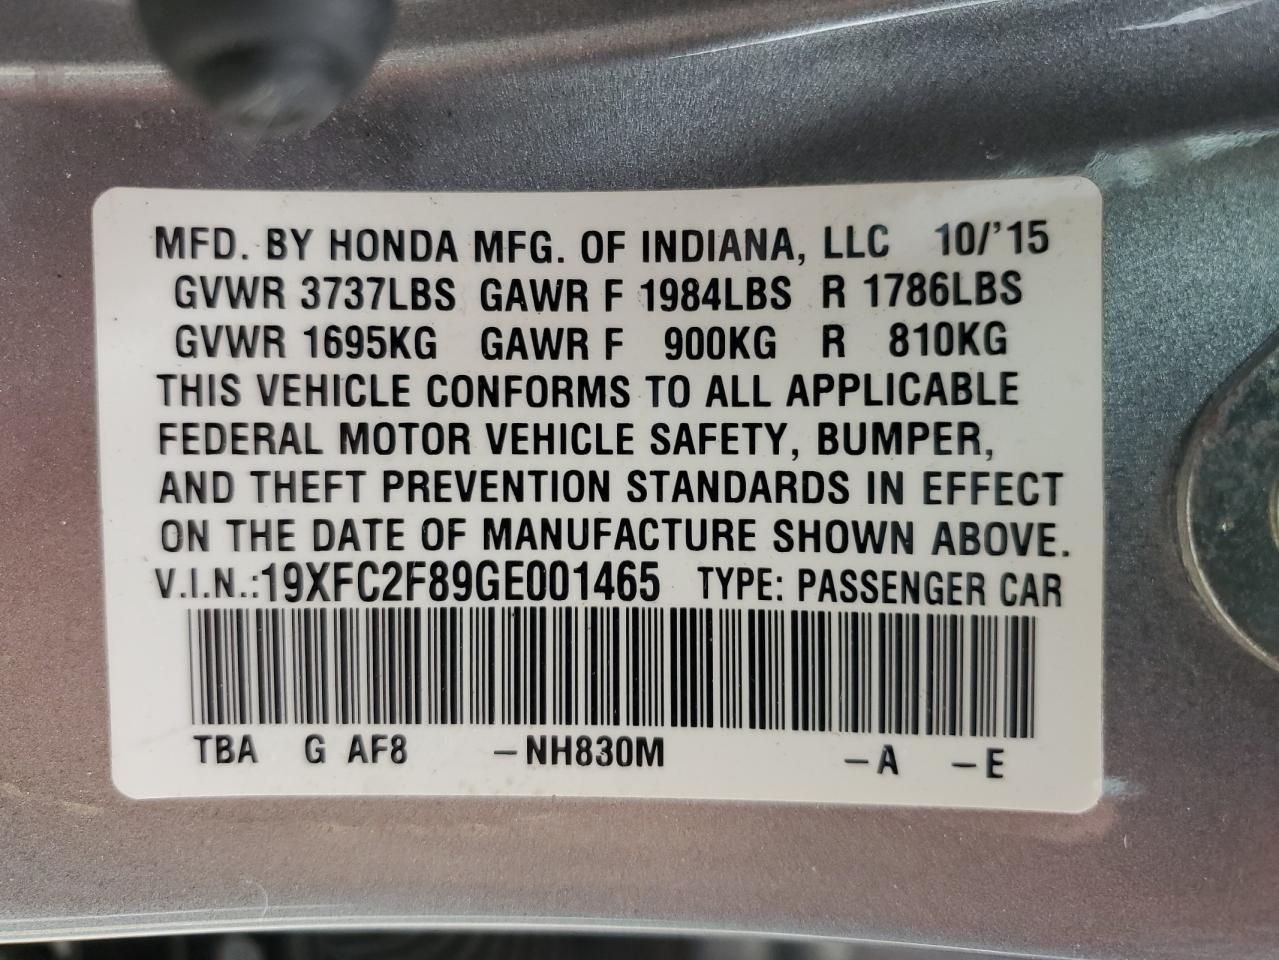 MFD. BY HONDA MFG. OF INDIANA, LLC 10/'15
GVWR 3737LBS GAWR F 1984LBS R 1786LBS
GVWR 1695KG GAWR F 900KG R 810KG
THIS VEHICLE CONFORMS TO ALL APPLICABLE
FEDERAL MOTOR VEHICLE SAFETY, BUMPER,
AND THEFT PREVENTION STANDARDS IN EFFECT
ON THE DATE OF MANUFACTURE SHOWN ABOVE.
V.I.N.:19XFC2F89GE001465 TYPE: PASSENGER CAR
TBA G AF8 –NH830M –A –E